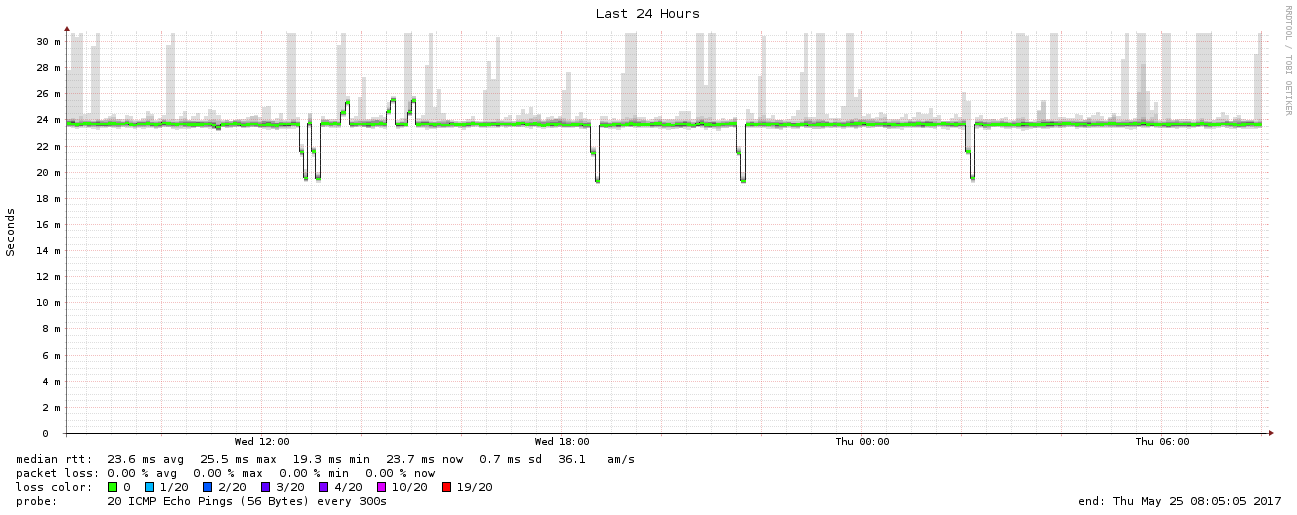 Last 24 Hours
RRDTOOL / TOBI OETIKER
Seconds
30 m
28 m
26 m
24 m
22 m
20 m
18 m
16 m
14 m
12 m
10 m
8 m
6 m
4 m
2 m
0
Wed 12:00 Wed 18:00 Thu 00:00 Thu 06:00
median rtt: 23.6 ms avg 25.5 ms max 19.3 ms min 23.7 ms now 0.7 ms sd 36.1 am/s
packet loss: 0.00 % avg 0.00 % max 0.00 % min 0.00 % now
loss color: 0 1/20 2/20 3/20 4/20 10/20 19/20
probe: 20 ICMP Echo Pings (56 Bytes) every 300s end: Thu May 25 08:05:05 2017